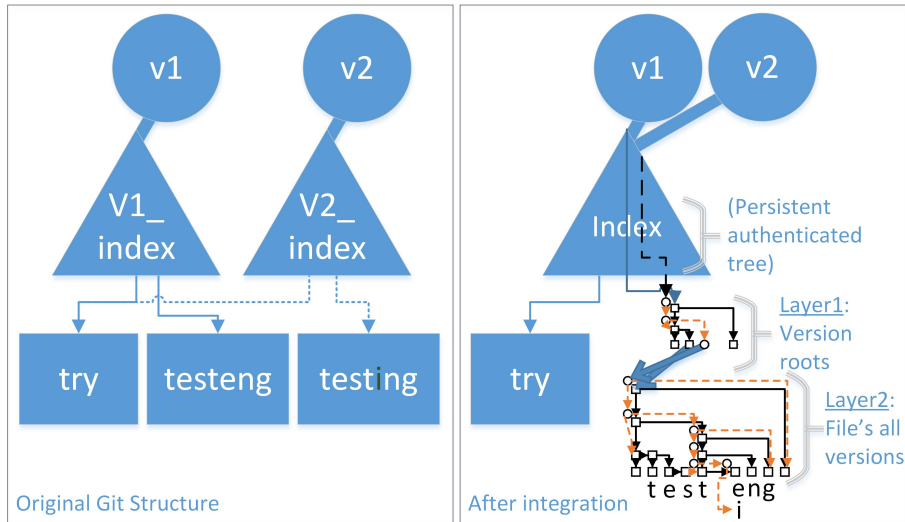 v1
v2
V1_
index
V2_
index
try
testeng
testing
Original Git Structure
v1
v2
Index
(Persistent
authenticated
tree)
Layer1:
Version
roots
try
Layer2:
File's all
versions
t e s t eng
i
After integration